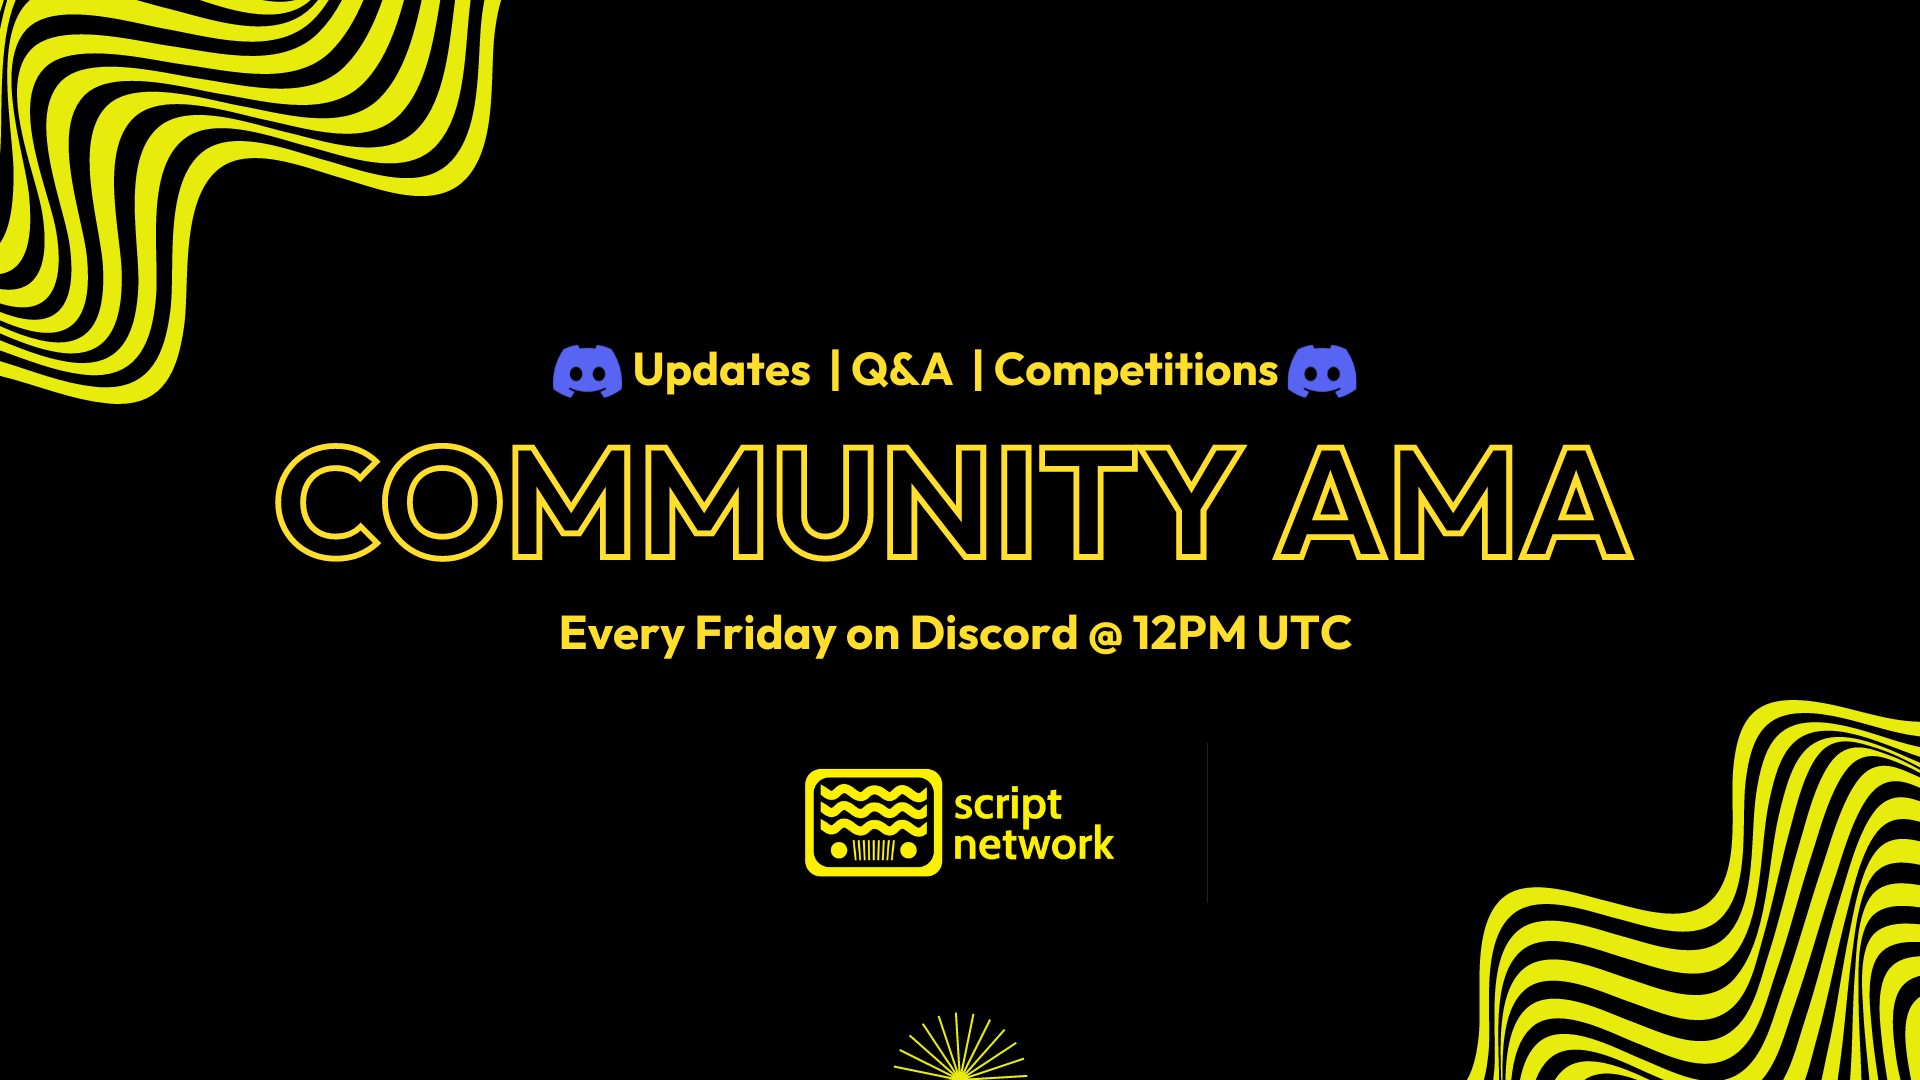 Updates | Q&A | Competitions
COMMUNITY AMA
Every Friday on Discord @ 12PM UTC
script
network